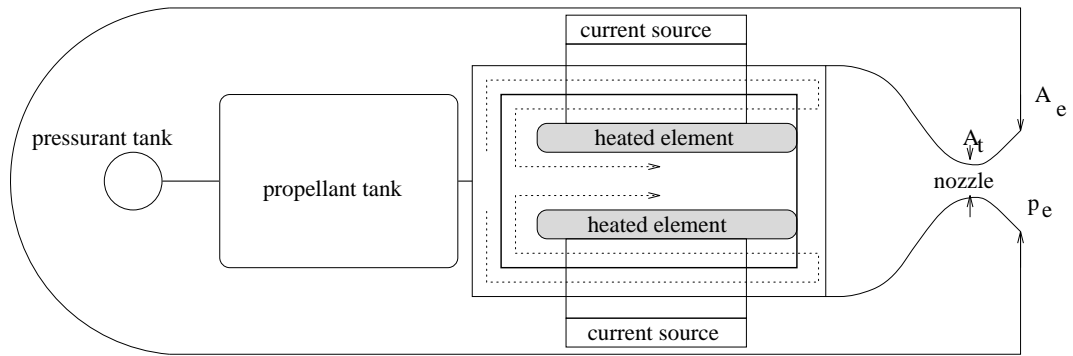 current source
pressurant tank
propellant tank
heated element
heated element
current source
A t
nozzle
A e
p e